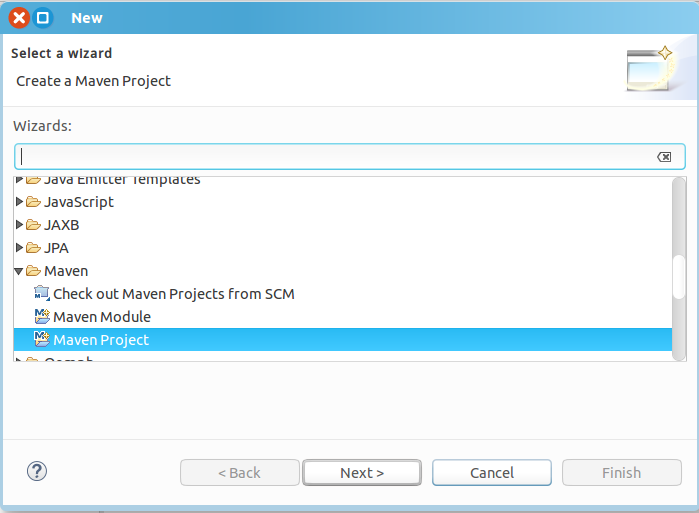 New
Select a wizard
Create a Maven Project
Wizards:
Java Emitter Templates
JavaScript
JAXB
JPA
Maven
Check out Maven Projects from SCM
Maven Module
Maven Project
Oomph
< Back
Next >
Cancel
Finish